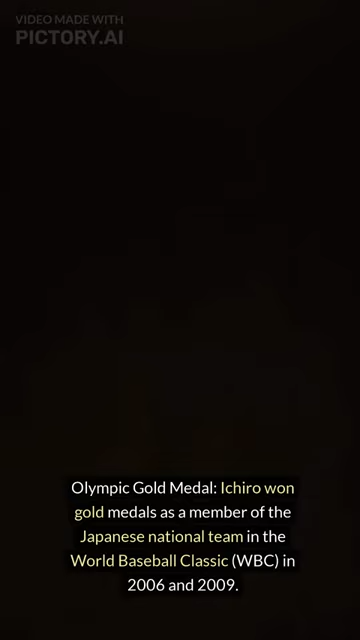 VIDEO MADE WITH
PICTORY.AI
Olympic Gold Medal: Ichiro won
gold medals as a member of the
Japanese national team in the
World Baseball Classic (WBC) in
2006 and 2009.